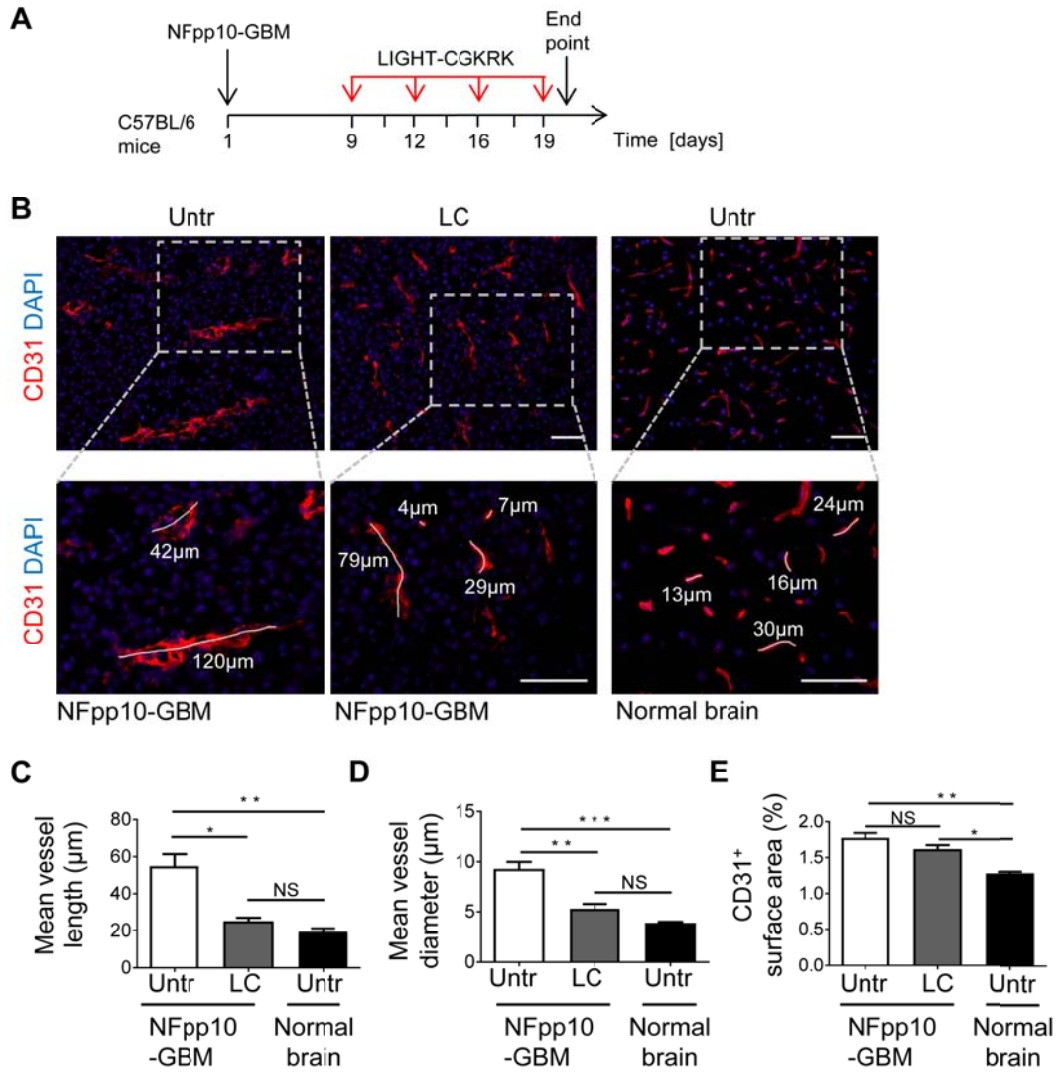 A
NFpp10-GBM
LIGHT-CGKRK
End
point
C57BL/6
mice
1
9
12
16
19
Time [days]
B
Untr
LC
Untr
CD31 DAPI
CD31 DAPI
42µm
120µm
79µm
4µm
7µm
29µm
24µm
13µm
16µm
30µm
NFpp10-GBM
NFpp10-GBM
Normal brain
C
Mean vessel
length (µm)
80
60
40
20
0
* *
*
NS
Untr
LC
Untr
NFpp10
-GBM
Normal
brain
D
Mean vessel
diameter (µm)
15
10
5
0
* * *
* *
NS
Untr
LC
Untr
NFpp10
-GBM
Normal
brain
E
CD31+
surface area (%)
2.0
1.5
1.0
0.5
0.0
* *
NS
*
Untr
LC
Untr
NFpp10
-GBM
Normal
brain